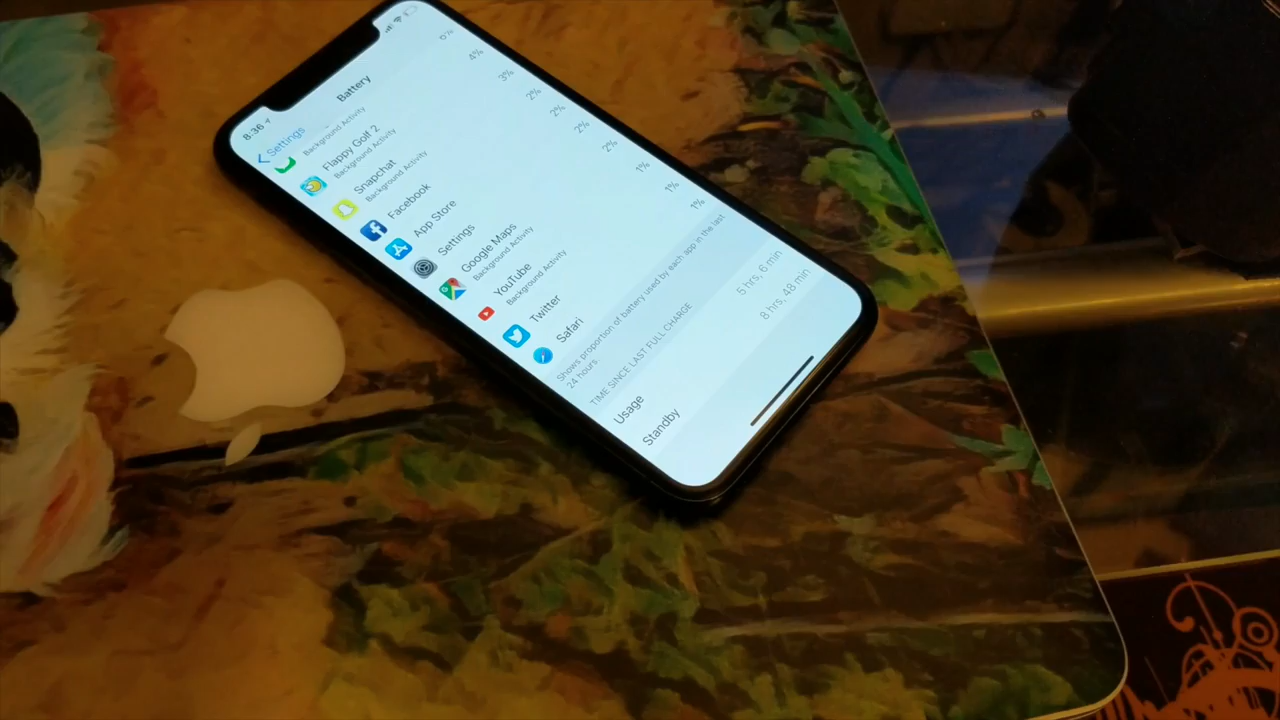 8:36
Settings
Battery
6%
Background Activity
Flappy Golf 2 4%
Background Activity
Snapchat 3%
Background Activity
Facebook 2%
App Store 2%
Settings 2%
Google Maps 2%
Background Activity
YouTube 1%
Background Activity
Twitter 1%
Safari 1%
Shows proportion of battery used by each app in the last
24 hours.
TIME SINCE LAST FULL CHARGE
Usage 5 hrs, 6 min
Standby 8 hrs, 48 min